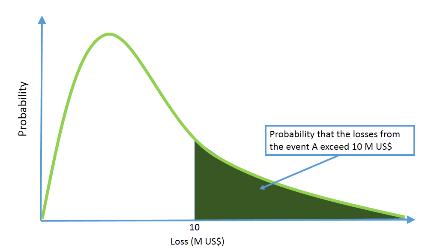 Probability
Probability that the losses from
the event A exceed 10 M US$
10
Loss (M US$)